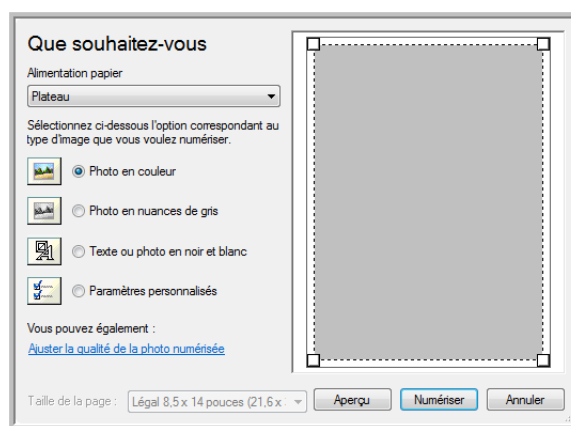 Que souhaitez-vous
Alimentation papier
Plateau
Sélectionnez ci-dessous l'option correspondant au
type d'image que vous voulez numériser.
Photo en couleur
Photo en nuances de gris
Texte ou photo en noir et blanc
Paramètres personnalisés
Vous pouvez également :
Ajuster la qualité de la photo numérisée
Taille de la page : Légal 8,5 x 14 pouces (21,6 x Aperçu Numériser Annuler